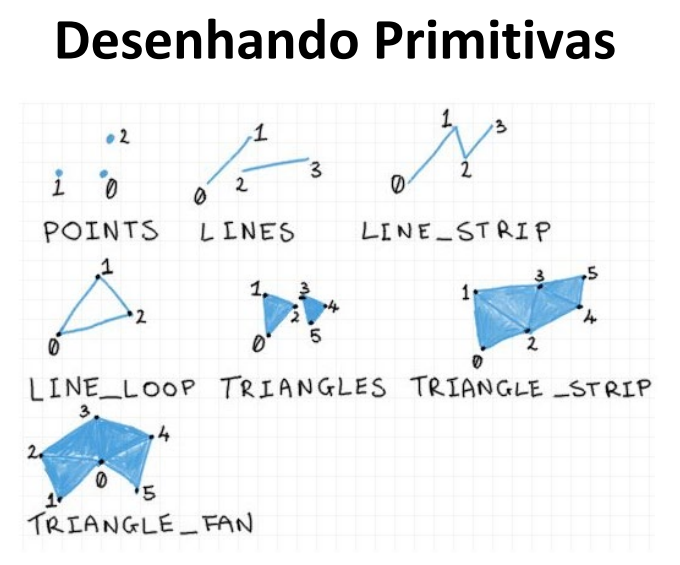 Desenhando Primitivas
2
1 0
POINTS
1
0 2 3
LINES
1 3
0 2
LINE_STRIP
1
2
0
LINE_LOOP
1 3
2 4
0 5
TRIANGLES
3 5
1
4
2
0
TRIANGLE_STRIP
3
4
2
0
1 5
TRIANGLE_FAN